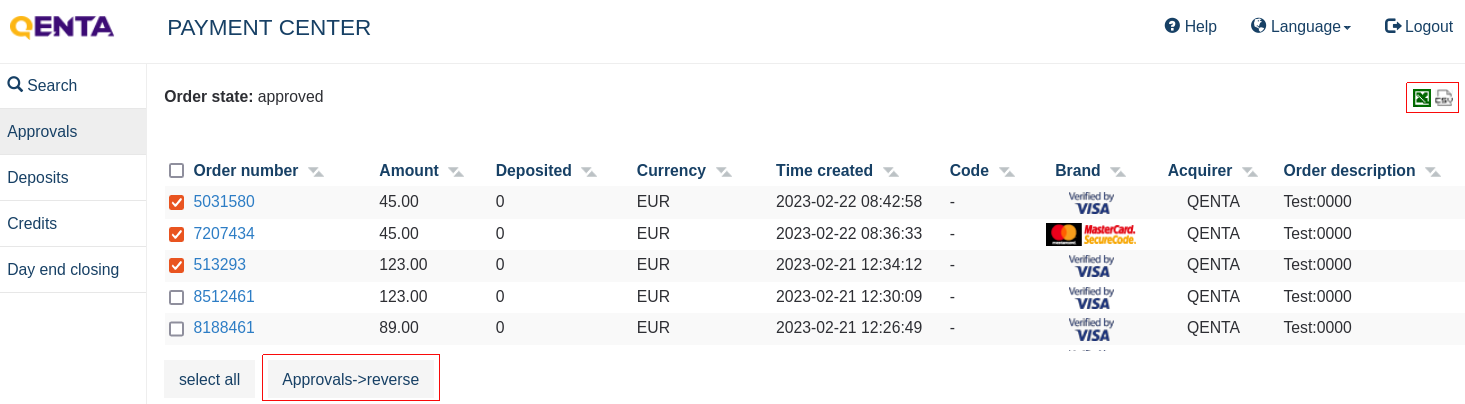 QENTA PAYMENT CENTER Help Language Logout
Search
Approvals
Deposits
Credits
Day end closing
Order state: approved
CSV
Order number Amount Deposited Currency Time created Code Brand Acquirer Order description
5031580 45.00 0 EUR 2023-02-22 08:42:58 - Verified by VISA QENTA Test:0000
7207434 45.00 0 EUR 2023-02-22 08:36:33 - mastercard MasterCard. SecureCode. QENTA Test:0000
513293 123.00 0 EUR 2023-02-21 12:34:12 - Verified by VISA QENTA Test:0000
8512461 123.00 0 EUR 2023-02-21 12:30:09 - Verified by VISA QENTA Test:0000
8188461 89.00 0 EUR 2023-02-21 12:26:49 - Verified by VISA QENTA Test:0000
select all Approvals->reverse